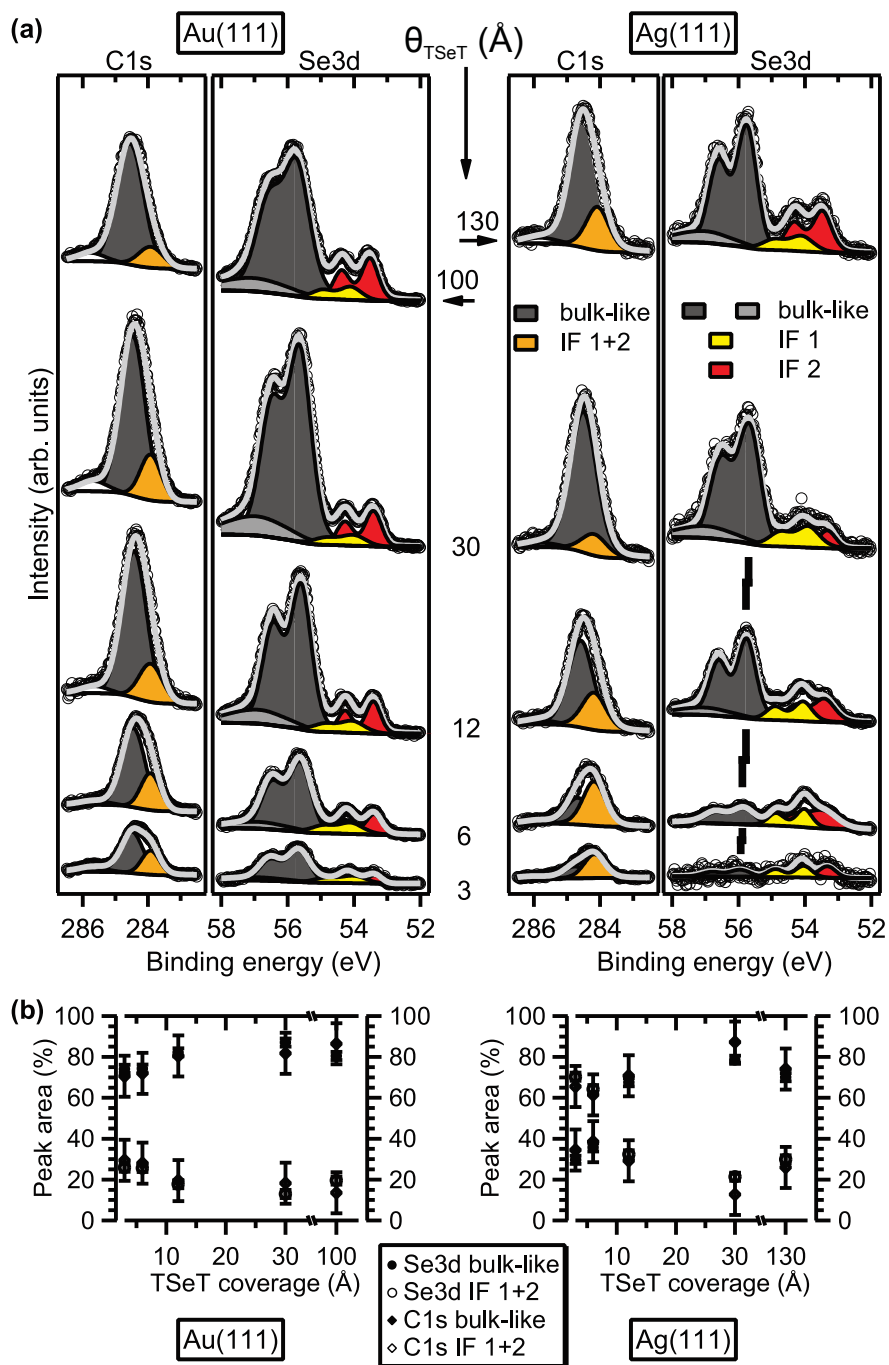 (a)
Au(111)
θTSeT (Å)
Ag(111)
C1s
Se3d
C1s
Se3d
Intensity (arb. units)
130
100
bulk-like
IF 1+2
bulk-like
IF 1
IF 2
30
12
6
3
286 284
58 56 54 52
286 284
58 56 54 52
Binding energy (eV)
Binding energy (eV)
(b)
Peak area (%)
100
80
60
40
20
0
100
80
60
40
20
0
10 20 30 100
TSeT coverage (Å)
Au(111)
Peak area (%)
100
80
60
40
20
0
100
80
60
40
20
0
10 20 30 130
TSeT coverage (Å)
Ag(111)
Se3d bulk-like
Se3d IF 1+2
C1s bulk-like
C1s IF 1+2